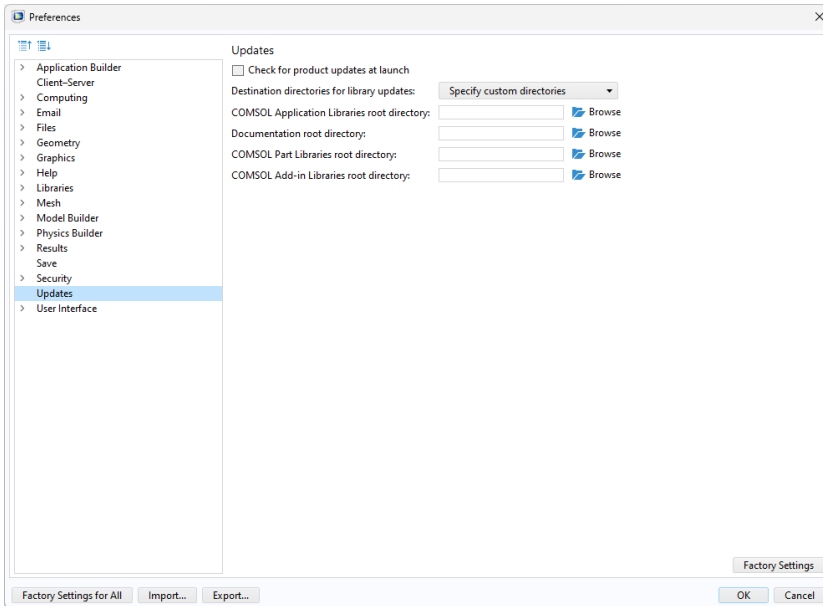 Preferences
Updates
Application Builder
Check for product updates at launch
Client–Server
Destination directories for library updates: Specify custom directories
Computing
Email
COMSOL Application Libraries root directory: Browse
Files
Documentation root directory: Browse
Geometry
Graphics
COMSOL Part Libraries root directory: Browse
Help
COMSOL Add-in Libraries root directory: Browse
Libraries
Mesh
Model Builder
Physics Builder
Results
Save
Security
Updates
User Interface
Factory Settings
Factory Settings for All Import... Export... OK Cancel